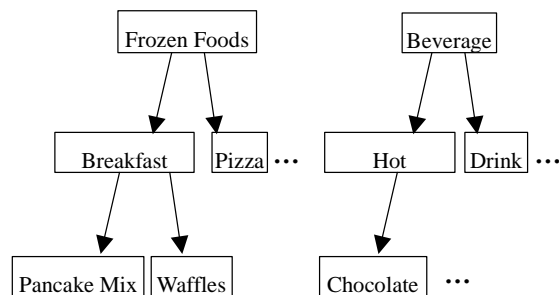 Frozen Foods
Beverage
Breakfast
Pizza
...
Hot
Drink
...
Pancake Mix
Waffles
Chocolate
...